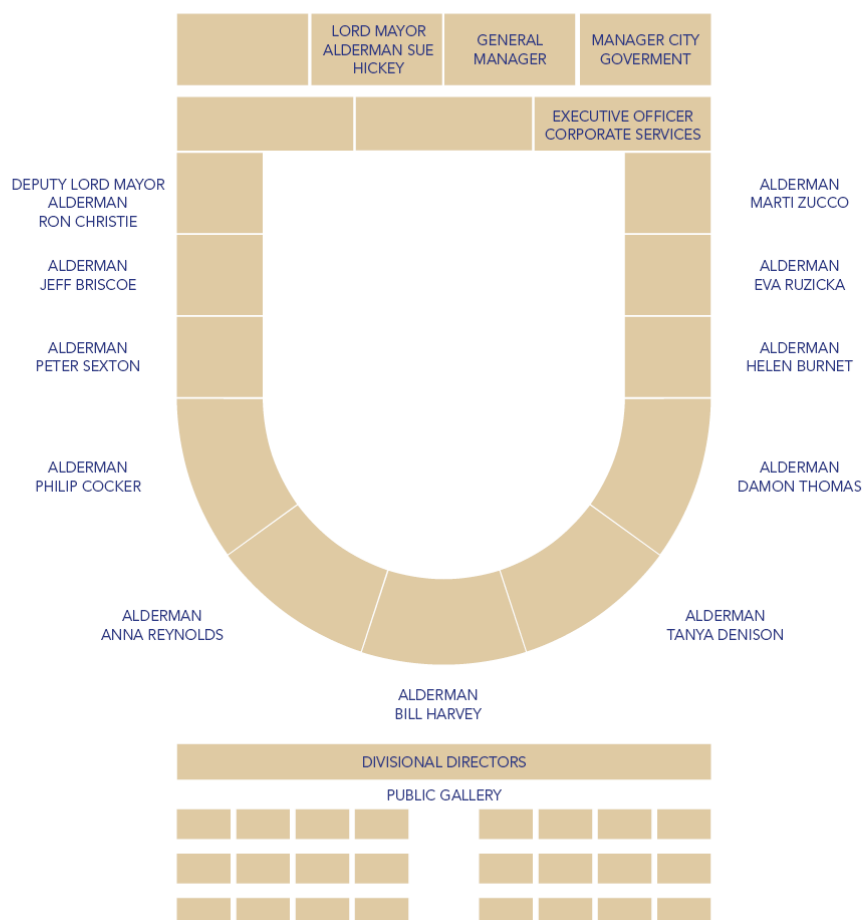 LORD MAYOR
ALDERMAN SUE
HICKEY
GENERAL
MANAGER
MANAGER CITY
GOVERMENT
EXECUTIVE OFFICER
CORPORATE SERVICES
DEPUTY LORD MAYOR
ALDERMAN
RON CHRISTIE
ALDERMAN
MARTI ZUCCO
ALDERMAN
JEFF BRISCOE
ALDERMAN
EVA RUZICKA
ALDERMAN
PETER SEXTON
ALDERMAN
HELEN BURNET
ALDERMAN
PHILIP COCKER
ALDERMAN
DAMON THOMAS
ALDERMAN
ANNA REYNOLDS
ALDERMAN
TANYA DENISON
ALDERMAN
BILL HARVEY
DIVISIONAL DIRECTORS
PUBLIC GALLERY